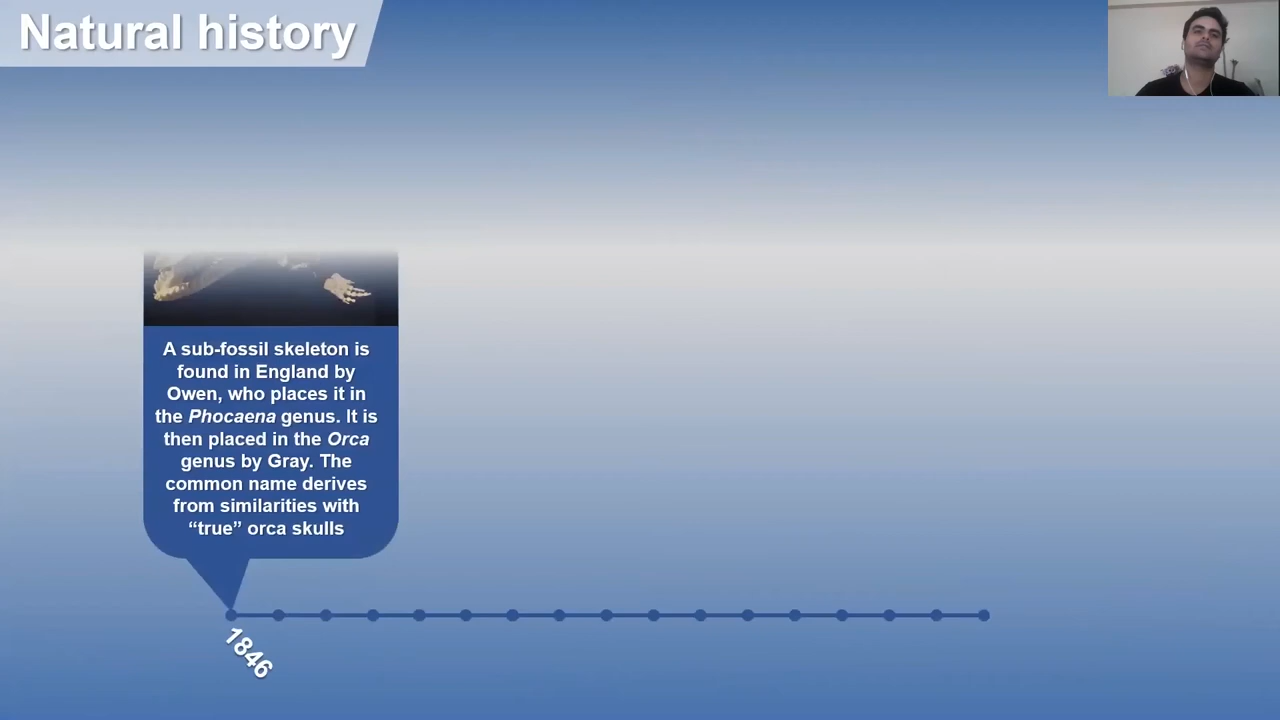 Natural history
A sub-fossil skeleton is
found in England by
Owen, who places it in
the Phocaena genus. It is
then placed in the Orca
genus by Gray. The
common name derives
from similarities with
“true” orca skulls
1846